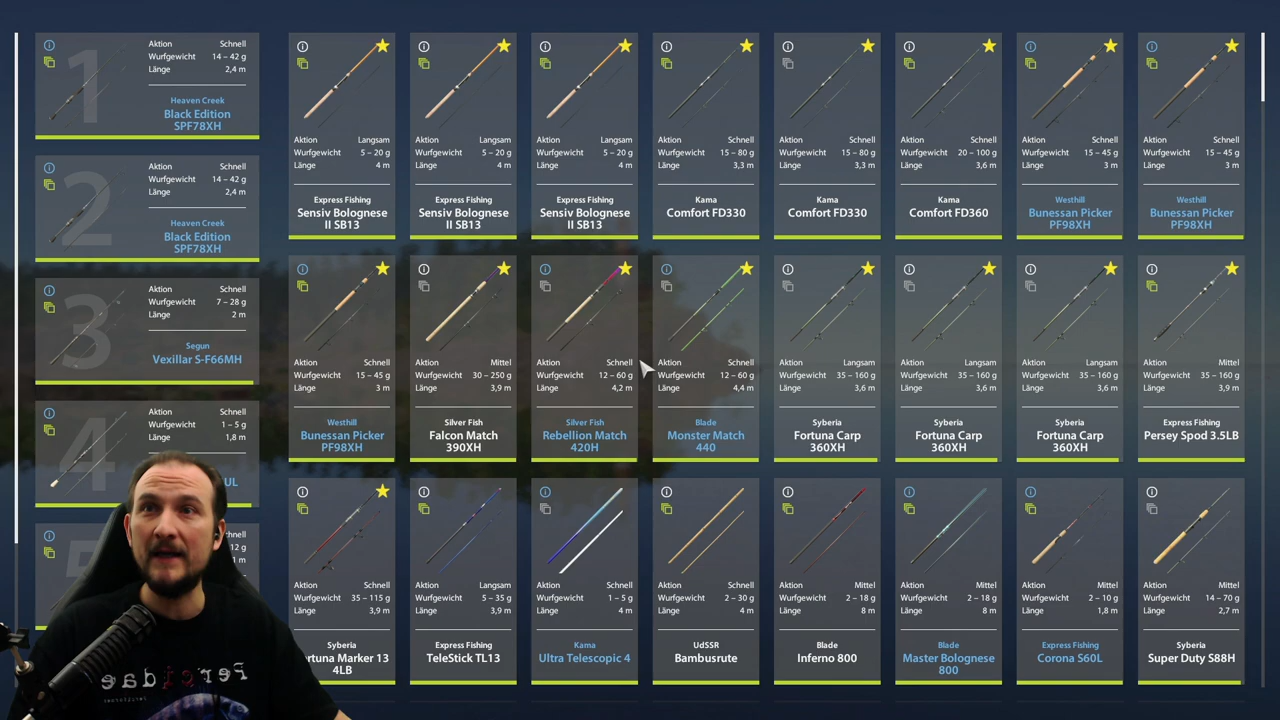 1
Aktion Schnell
Wurfgewicht 14 – 42 g
Länge 2,4 m
Heaven Creek
Black Edition
SPF78XH
2
Aktion Schnell
Wurfgewicht 14 – 42 g
Länge 2,4 m
Heaven Creek
Black Edition
SPF78XH
3
Aktion Schnell
Wurfgewicht 7 – 28 g
Länge 2 m
Segun
Vexillar S-F66MH
4
Aktion Schnell
Wurfgewicht 1 – 5 g
Länge 1,8 m
UL
Aktion Langsam
Wurfgewicht 5 – 20 g
Länge 4 m
Express Fishing
Sensiv Bolognese
II SB13
Aktion Langsam
Wurfgewicht 5 – 20 g
Länge 4 m
Express Fishing
Sensiv Bolognese
II SB13
Aktion Langsam
Wurfgewicht 5 – 20 g
Länge 4 m
Express Fishing
Sensiv Bolognese
II SB13
Aktion Schnell
Wurfgewicht 15 – 80 g
Länge 3,3 m
Kama
Comfort FD330
Aktion Schnell
Wurfgewicht 15 – 80 g
Länge 3,3 m
Kama
Comfort FD330
Aktion Schnell
Wurfgewicht 20 – 100 g
Länge 3,6 m
Kama
Comfort FD360
Aktion Schnell
Wurfgewicht 15 – 45 g
Länge 3 m
Westhill
Bunessan Picker
PF98XH
Aktion Schnell
Wurfgewicht 15 – 45 g
Länge 3 m
Westhill
Bunessan Picker
PF98XH
Aktion Schnell
Wurfgewicht 15 – 45 g
Länge 3 m
Westhill
Bunessan Picker
PF98XH
Aktion Mittel
Wurfgewicht 30 – 250 g
Länge 3,9 m
Silver Fish
Falcon Match
390XH
Aktion Schnell
Wurfgewicht 12 – 60 g
Länge 4,2 m
Silver Fish
Rebellion Match
420H
Aktion Schnell
Wurfgewicht 12 – 60 g
Länge 4,4 m
Blade
Monster Match
440
Aktion Langsam
Wurfgewicht 35 – 160 g
Länge 3,6 m
Syberia
Fortuna Carp
360XH
Aktion Langsam
Wurfgewicht 35 – 160 g
Länge 3,6 m
Syberia
Fortuna Carp
360XH
Aktion Langsam
Wurfgewicht 35 – 160 g
Länge 3,6 m
Syberia
Fortuna Carp
360XH
Aktion Mittel
Wurfgewicht 35 – 160 g
Länge 3,9 m
Express Fishing
Persey Spod 3.5LB
Aktion Schnell
Wurfgewicht 35 – 115 g
Länge 3,9 m
Syberia
rtuna Marker 13
4LB
Aktion Langsam
Wurfgewicht 5 – 35 g
Länge 3,9 m
Express Fishing
TeleStick TL13
Aktion Schnell
Wurfgewicht 1 – 5 g
Länge 4 m
Kama
Ultra Telescopic 4
Aktion Schnell
Wurfgewicht 2 – 30 g
Länge 4 m
UdSSR
Bambusrute
Aktion Mittel
Wurfgewicht 2 – 18 g
Länge 8 m
Blade
Inferno 800
Aktion Mittel
Wurfgewicht 2 – 18 g
Länge 8 m
Blade
Master Bolognese
800
Aktion Mittel
Wurfgewicht 2 – 10 g
Länge 1,8 m
Express Fishing
Corona S60L
Aktion Mittel
Wurfgewicht 14 – 70 g
Länge 2,7 m
Syberia
Super Duty S88H